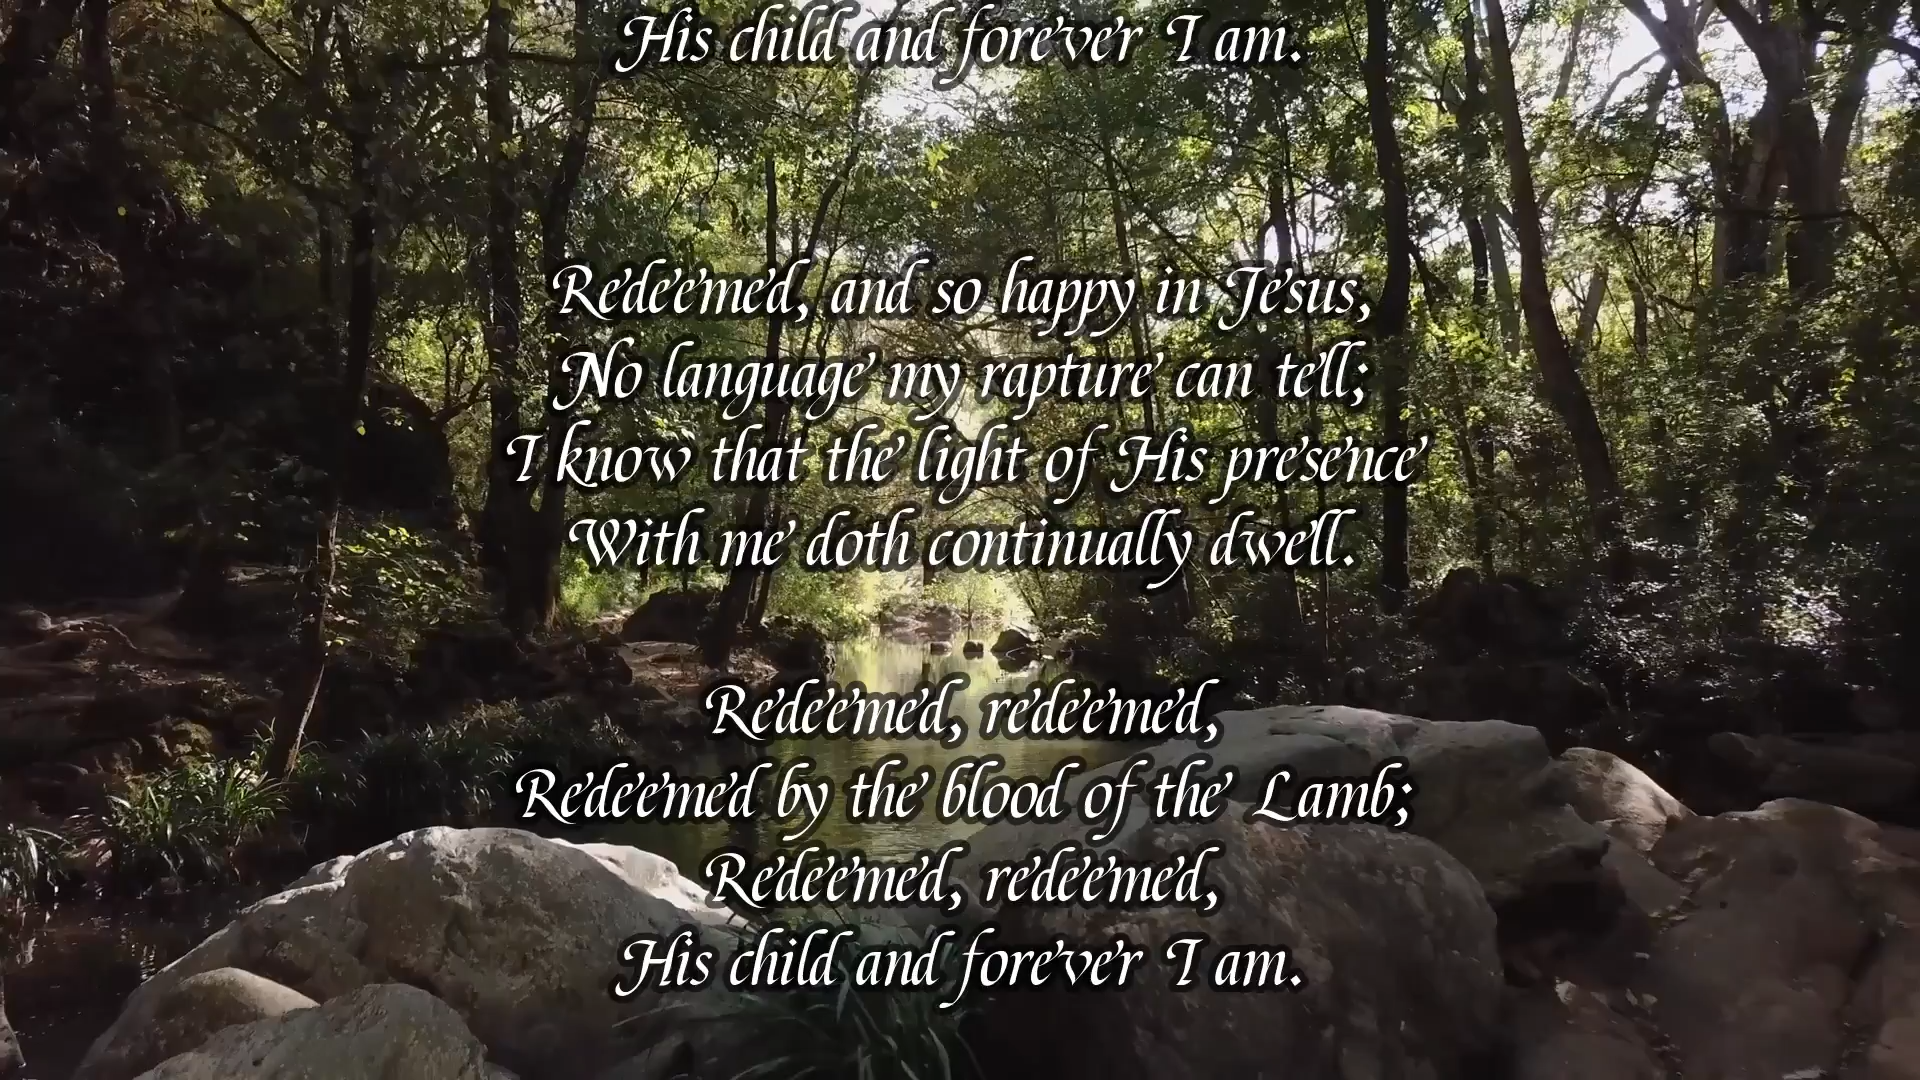 His child and forever I am.
Redeemed, and so happy in Jesus,
No language my rapture can tell;
I know that the light of His presence
With me doth continually dwell.
Redeemed, redeemed,
Redeemed by the blood of the Lamb;
Redeemed, redeemed,
His child and forever I am.